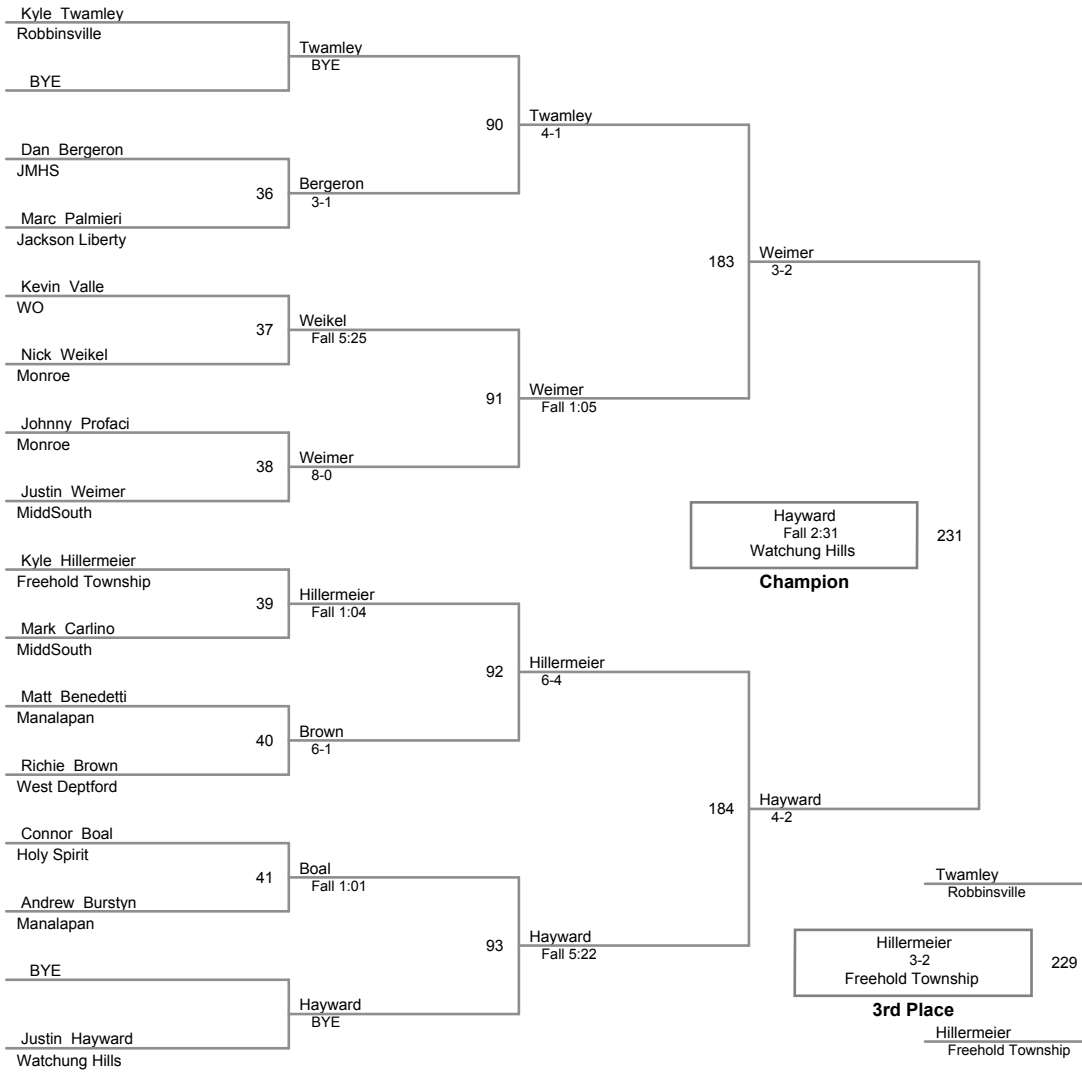 Kyle Twamley
Robbinsville
Twamley
BYE
BYE
90
Twamley
4-1
Dan Bergeron
JMHS
36
Bergeron
3-1
Marc Palmieri
Jackson Liberty
183
Weimer
3-2
Kevin Valle
WO
37
Weikel
Fall 5:25
Nick Weikel
Monroe
91
Weimer
Fall 1:05
Johnny Profaci
Monroe
38
Weimer
8-0
Justin Weimer
MiddSouth
Hayward
Fall 2:31
Watchung Hills
231
Champion
Kyle Hillermeier
Freehold Township
39
Hillermeier
Fall 1:04
Mark Carlino
MiddSouth
92
Hillermeier
6-4
Matt Benedetti
Manalapan
40
Brown
6-1
Richie Brown
West Deptford
184
Hayward
4-2
Connor Boal
Holy Spirit
41
Boal
Fall 1:01
Andrew Burstyn
Manalapan
93
Hayward
Fall 5:22
BYE
Hayward
BYE
Justin Hayward
Watchung Hills
Twamley
Robbinsville
Hillermeier
3-2
Freehold Township
229
3rd Place
Hillermeier
Freehold Township